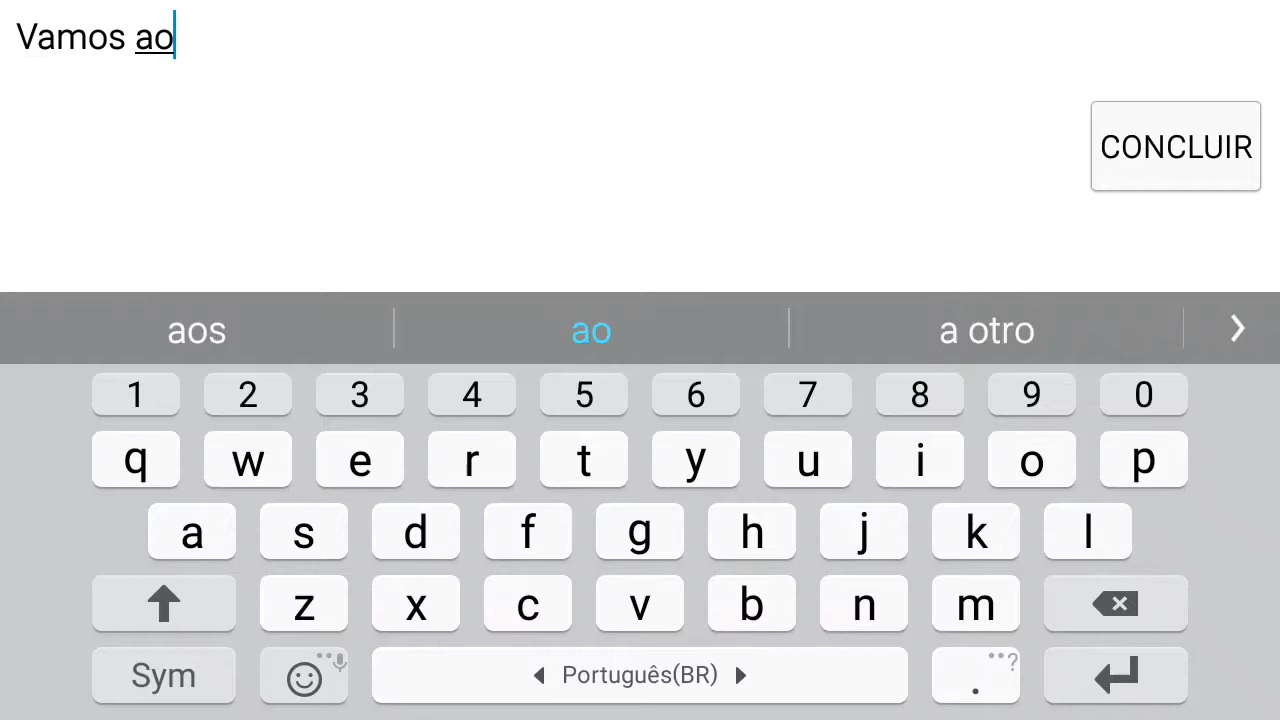 Vamos ao
CONCLUIR
aos ao a otro
1 2 3 4 5 6 7 8 9 0
q w e r t y u i o p
a s d f g h j k l
z x c v b n m
Sym Português(BR) . ?